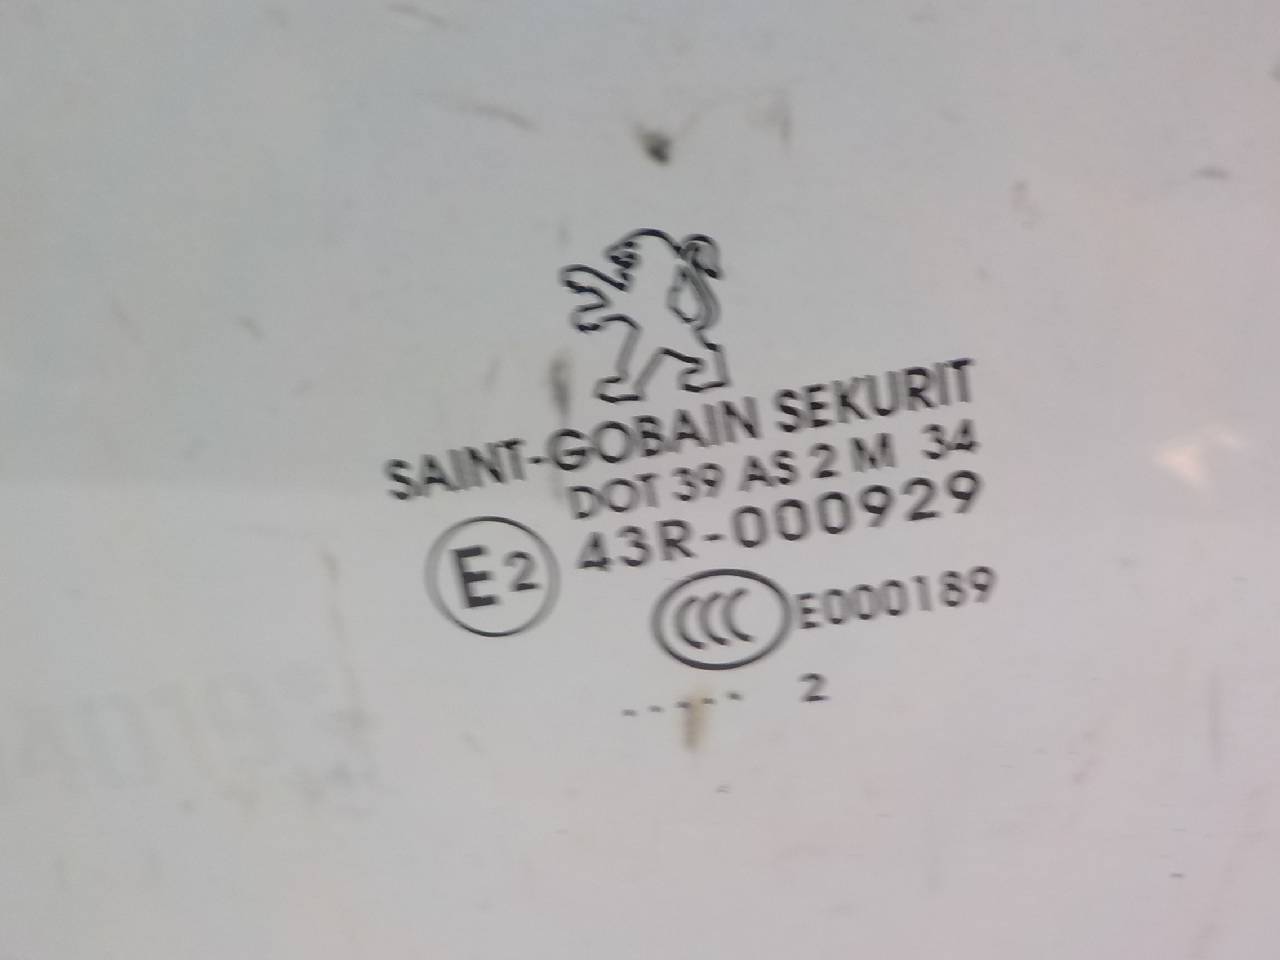 SAINT-GOBAIN SEKURIT
DOT 39 AS 2 M 34
E2 43R-000929
CCC E000189
..... 2